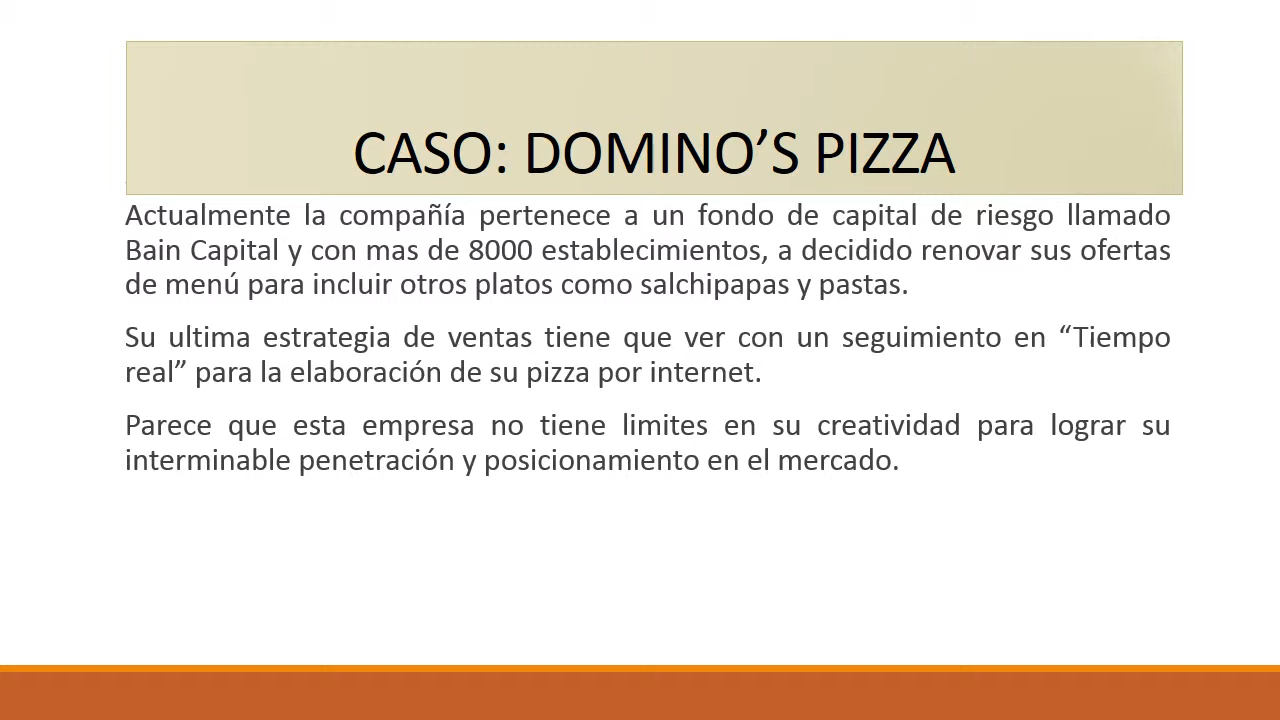 CASO: DOMINO’S PIZZA
Actualmente la compañía pertenece a un fondo de capital de riesgo llamado
Bain Capital y con mas de 8000 establecimientos, a decidido renovar sus ofertas
de menú para incluir otros platos como salchipapas y pastas.
Su ultima estrategia de ventas tiene que ver con un seguimiento en “Tiempo
real” para la elaboración de su pizza por internet.
Parece que esta empresa no tiene limites en su creatividad para lograr su
interminable penetración y posicionamiento en el mercado.